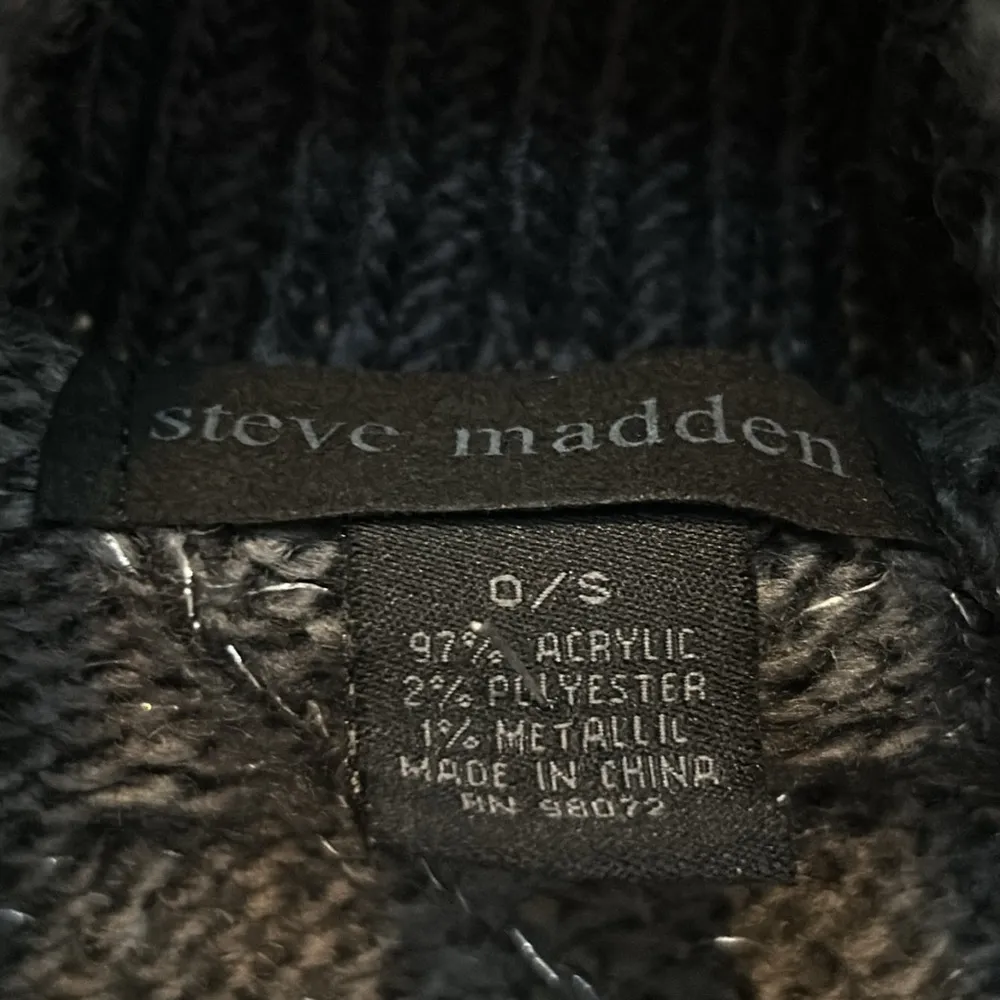 steve madden
O/S
97% ACRYLIC
2% POLYESTER
1% METALLIC
MADE IN CHINA
RN 98072